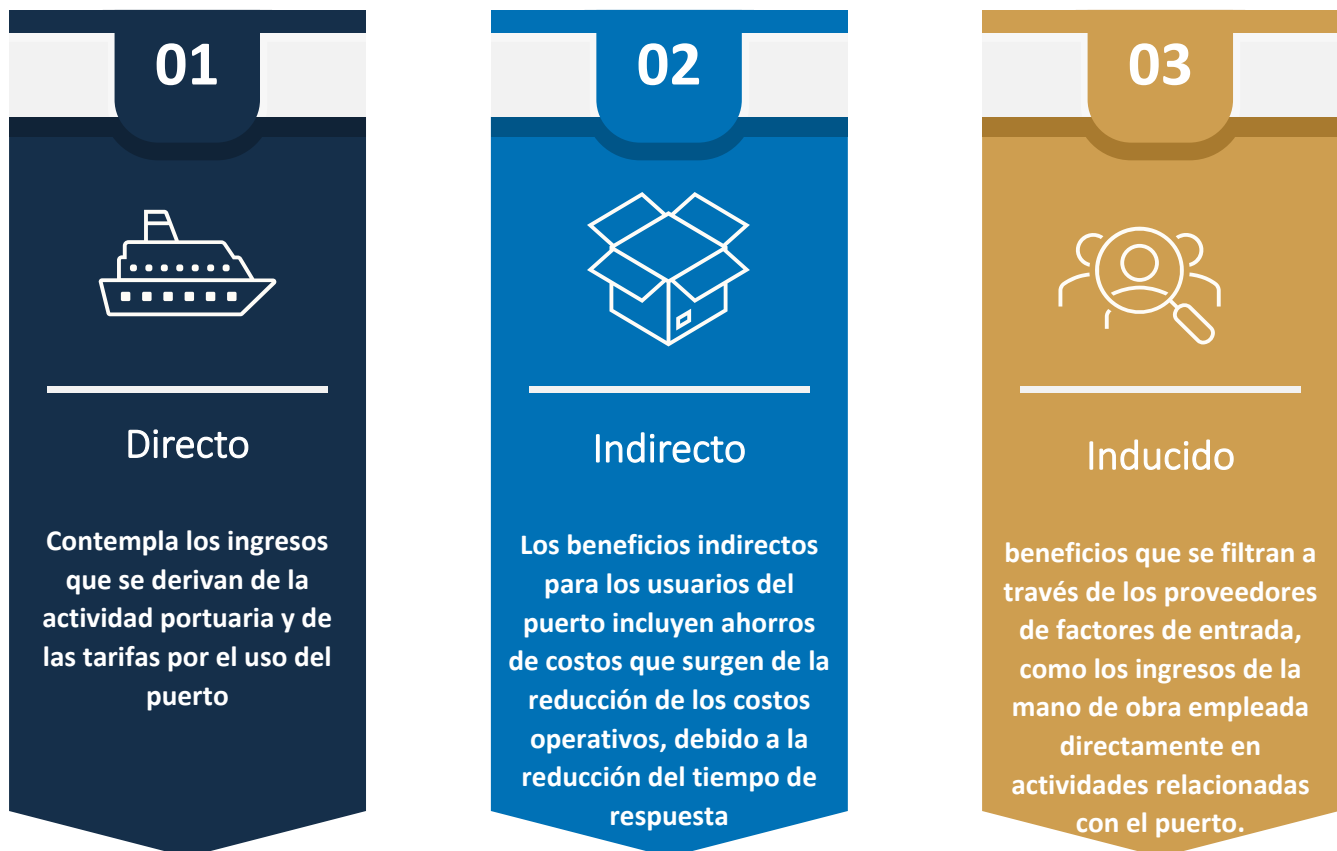 01
Directo
Contempla los ingresos
que se derivan de la
actividad portuaria y de
las tarifas por el uso del
puerto
02
Indirecto
Los beneficios indirectos
para los usuarios del
puerto incluyen ahorros
de costos que surgen de la
reducción de los costos
operativos, debido a la
reducción del tiempo de
respuesta
03
Inducido
beneficios que se filtran a
través de los proveedores
de factores de entrada,
como los ingresos de la
mano de obra empleada
directamente en
actividades relacionadas
con el puerto.